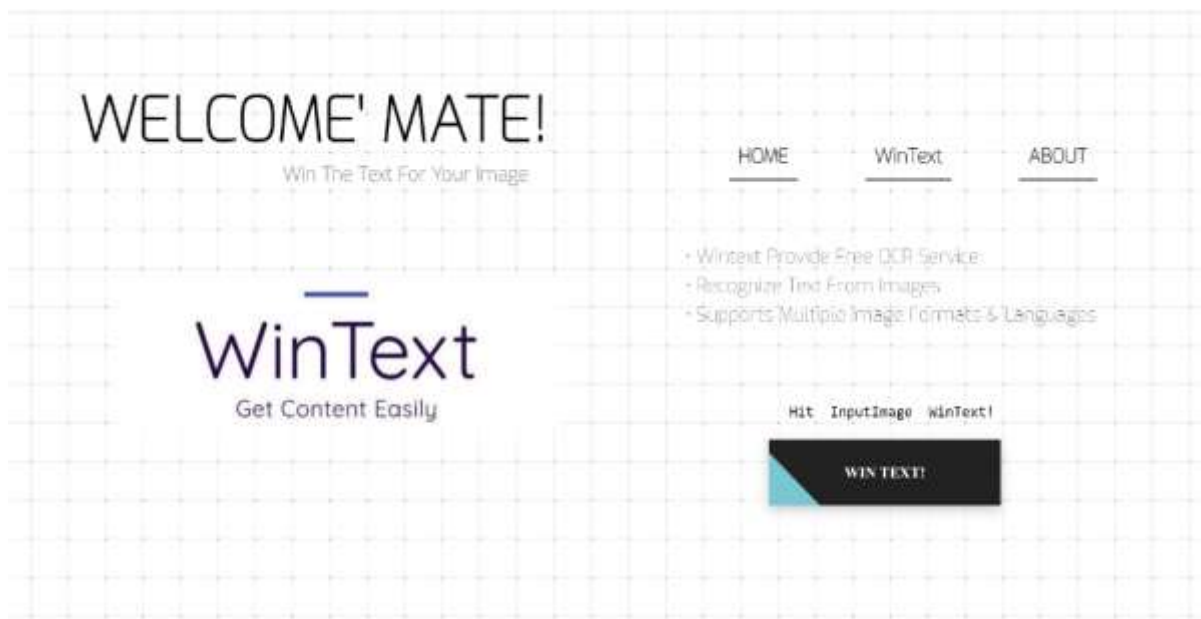 WELCOME' MATE!
Win The Text For Your Image
HOME WinText ABOUT
• Wintext Provide Free OCR Service
• Recognize Text From Images
• Supports Multiple Image Formats & Languages
WinText
Get Content Easily
Hit InputImage WinText!
WIN TEXT!